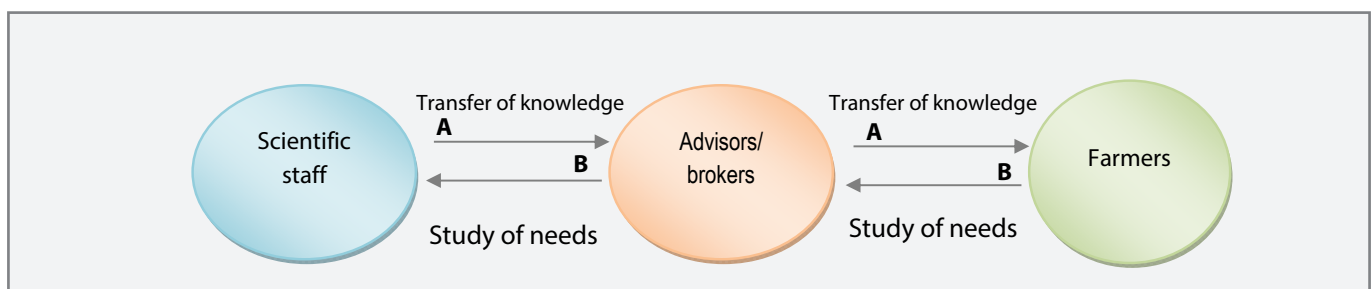 Scientific
staff
Transfer of knowledge
A
B
Study of needs
Advisors/
brokers
Transfer of knowledge
A
B
Study of needs
Farmers